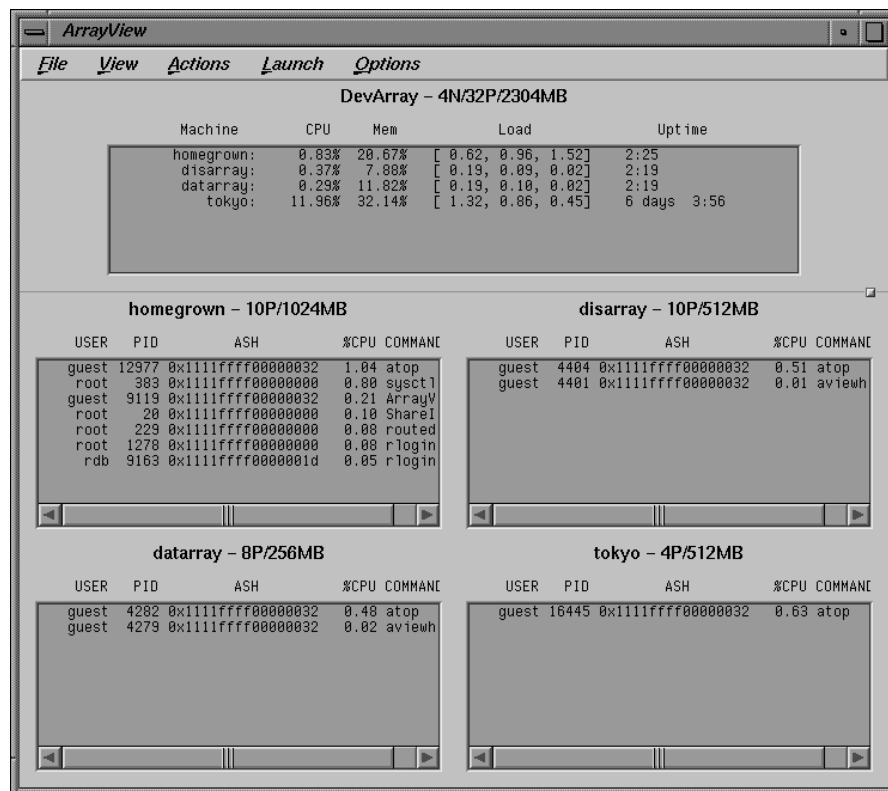 ArrayView
File View Actions Launch Options
DevArray – 4N/32P/2304MB
Machine CPU Mem Load Uptime
homegrown: 0.83% 20.67% [ 0.62, 0.96, 1.52] 2:25
disarray: 0.37% 7.88% [ 0.19, 0.09, 0.02] 2:19
datarray: 0.29% 11.82% [ 0.19, 0.10, 0.02] 2:19
tokyo: 11.96% 32.14% [ 1.32, 0.86, 0.45] 6 days 3:56
homegrown – 10P/1024MB
USER PID ASH %CPU COMMAND
guest 12977 0x1111ffff00000032 1.04 atop
root 383 0x1111ffff00000000 0.80 sysctl
guest 9119 0x1111ffff00000032 0.21 ArrayV
root 20 0x1111ffff00000000 0.10 ShareI
root 229 0x1111ffff00000000 0.08 routed
root 1278 0x1111ffff00000000 0.08 rlogin
rdb 9163 0x1111ffff0000001d 0.05 rlogin
disarray – 10P/512MB
USER PID ASH %CPU COMMAND
guest 4404 0x1111ffff00000032 0.51 atop
guest 4401 0x1111ffff00000032 0.01 aviewh
datarray – 8P/256MB
USER PID ASH %CPU COMMAND
guest 4282 0x1111ffff00000032 0.48 atop
guest 4279 0x1111ffff00000032 0.02 aviewh
tokyo – 4P/512MB
USER PID ASH %CPU COMMAND
guest 16445 0x1111ffff00000032 0.63 atop